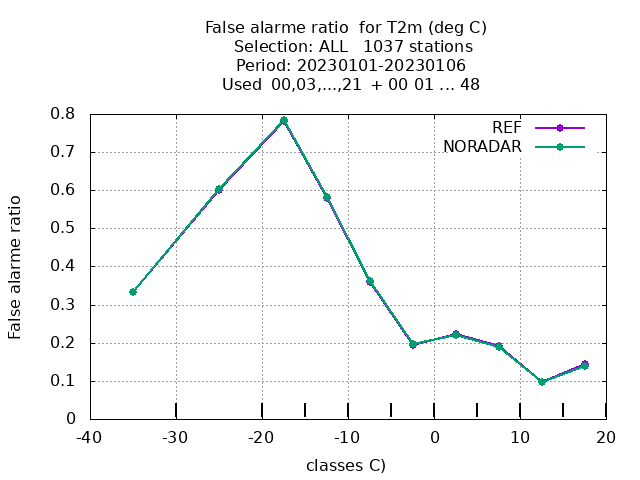 False alarme ratio  for T2m (deg C)
Selection: ALL   1037 stations
Period: 20230101-20230106
Used  00,03,...,21  + 00 01 ... 48
REF
NORADAR
False alarme ratio
0.8
0.7
0.6
0.5
0.4
0.3
0.2
0.1
0
-40 -30 -20 -10 0 10 20
classes C)